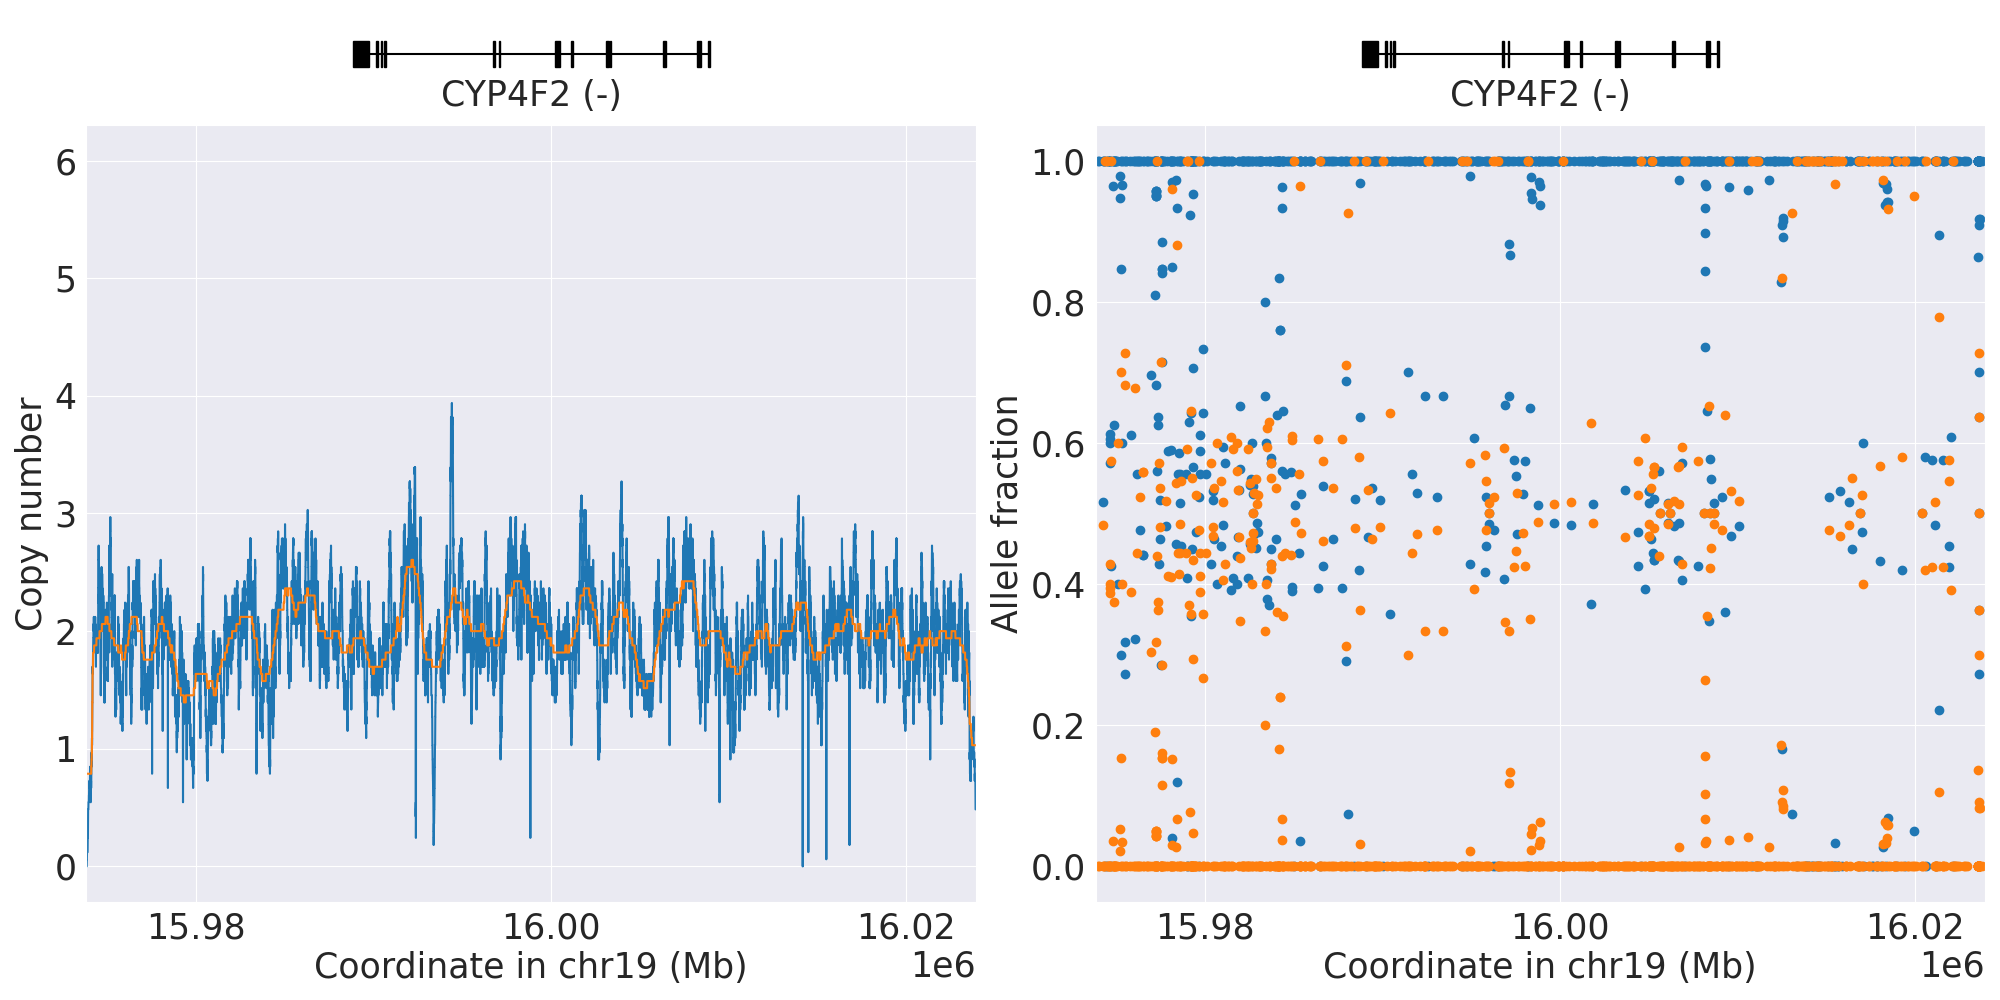 CYP4F2 (-)
6
5
4
3
2
1
0
Copy number
15.98
16.00
16.02
Coordinate in chr19 (Mb)
1e6
CYP4F2 (-)
1.0
0.8
0.6
0.4
0.2
0.0
Allele fraction
15.98
16.00
16.02
Coordinate in chr19 (Mb)
1e6